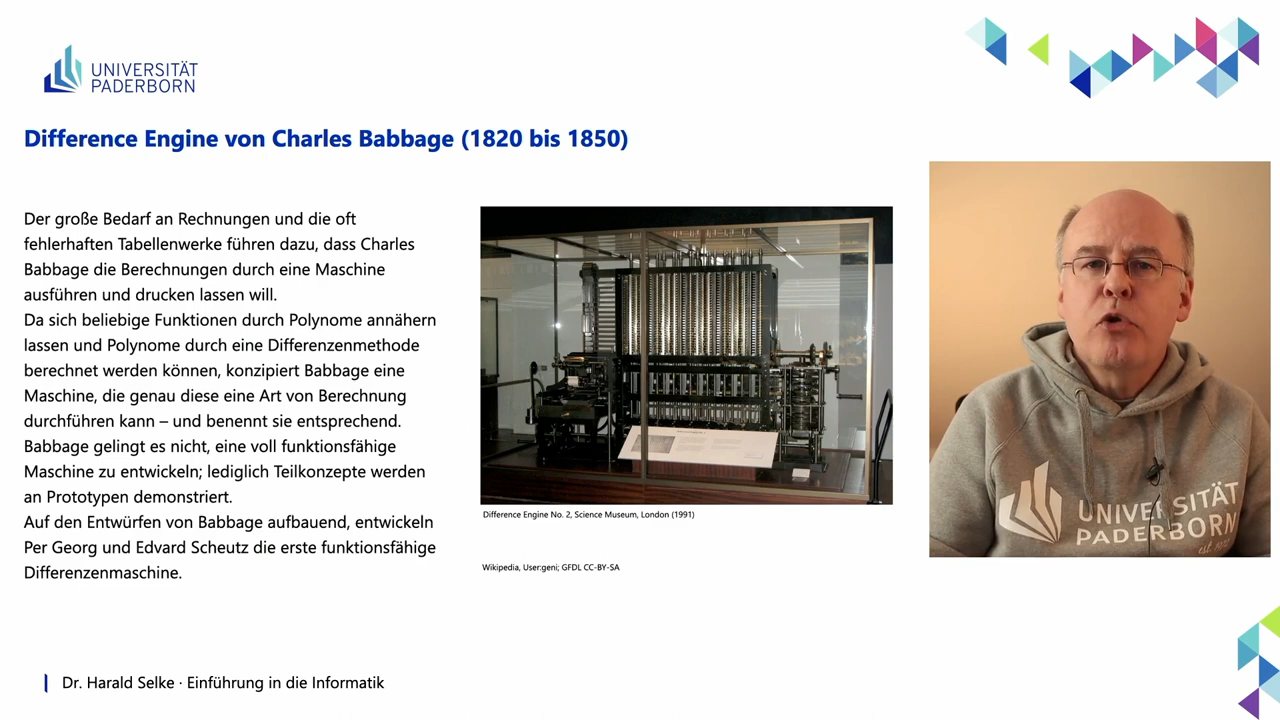 UNIVERSITÄT
PADERBORN
Difference Engine von Charles Babbage (1820 bis 1850)
Der große Bedarf an Rechnungen und die oft
fehlerhaften Tabellenwerke führen dazu, dass Charles
Babbage die Berechnungen durch eine Maschine
ausführen und drucken lassen will.
Da sich beliebige Funktionen durch Polynome annähern
lassen und Polynome durch eine Differenzenmethode
berechnet werden können, konzipiert Babbage eine
Maschine, die genau diese eine Art von Berechnung
durchführen kann – und benennt sie entsprechend.
Babbage gelingt es nicht, eine voll funktionsfähige
Maschine zu entwickeln; lediglich Teilkonzepte werden
an Prototypen demonstriert.
Auf den Entwürfen von Babbage aufbauend, entwickeln
Per Georg und Edvard Scheutz die erste funktionsfähige
Differenzenmaschine.
Difference Engine No. 2, Science Museum, London (1991)
Wikipedia, User:geni; GFDL CC-BY-SA
UNIVERSITÄT
PADERBORN
Dr. Harald Selke · Einführung in die Informatik